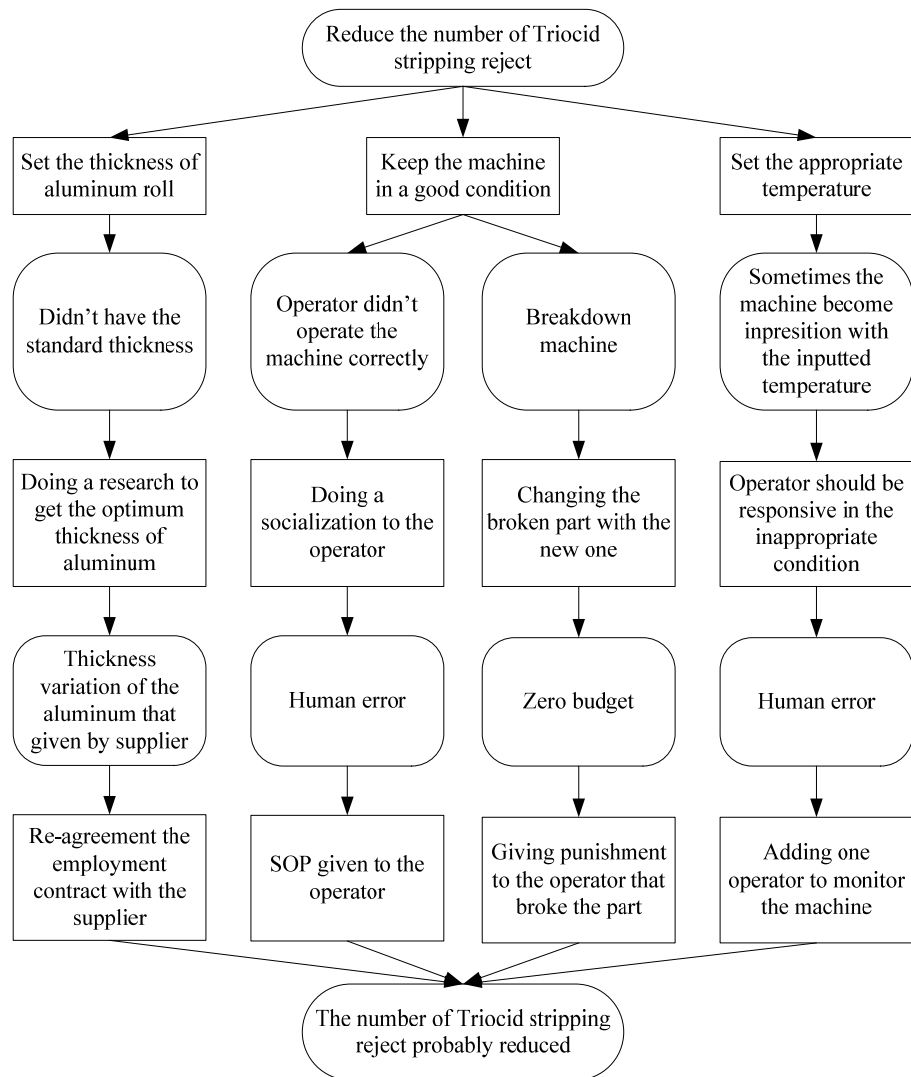 Reduce the number of Triocid
stripping reject
Set the thickness of
aluminum roll
Keep the machine
in a good condition
Set the appropriate
temperature
Didn't have the
standard thickness
Operator didn't
operate the
machine correctly
Breakdown
machine
Sometimes the
machine become
inpresition with
the inputted
temperature
Doing a research to
get the optimum
thickness of
aluminum
Doing a
socialization to the
operator
Changing the
broken part with the
new one
Operator should be
responsive in the
inappropriate
condition
Thickness
variation of the
aluminum that
given by supplier
Human error
Zero budget
Human error
Re-agreement the
employment
contract with the
supplier
SOP given to the
operator
Giving punishment
to the operator that
broke the part
Adding one
operator to monitor
the machine
The number of Triocid stripping
reject probably reduced